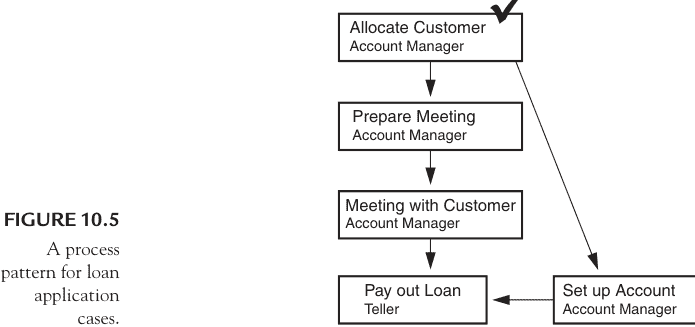 Allocate Customer
Account Manager
Prepare Meeting
Account Manager
Meeting with Customer
Account Manager
Pay out Loan
Teller
Set up Account
Account Manager
FIGURE 10.5
A process
pattern for loan
application
cases.